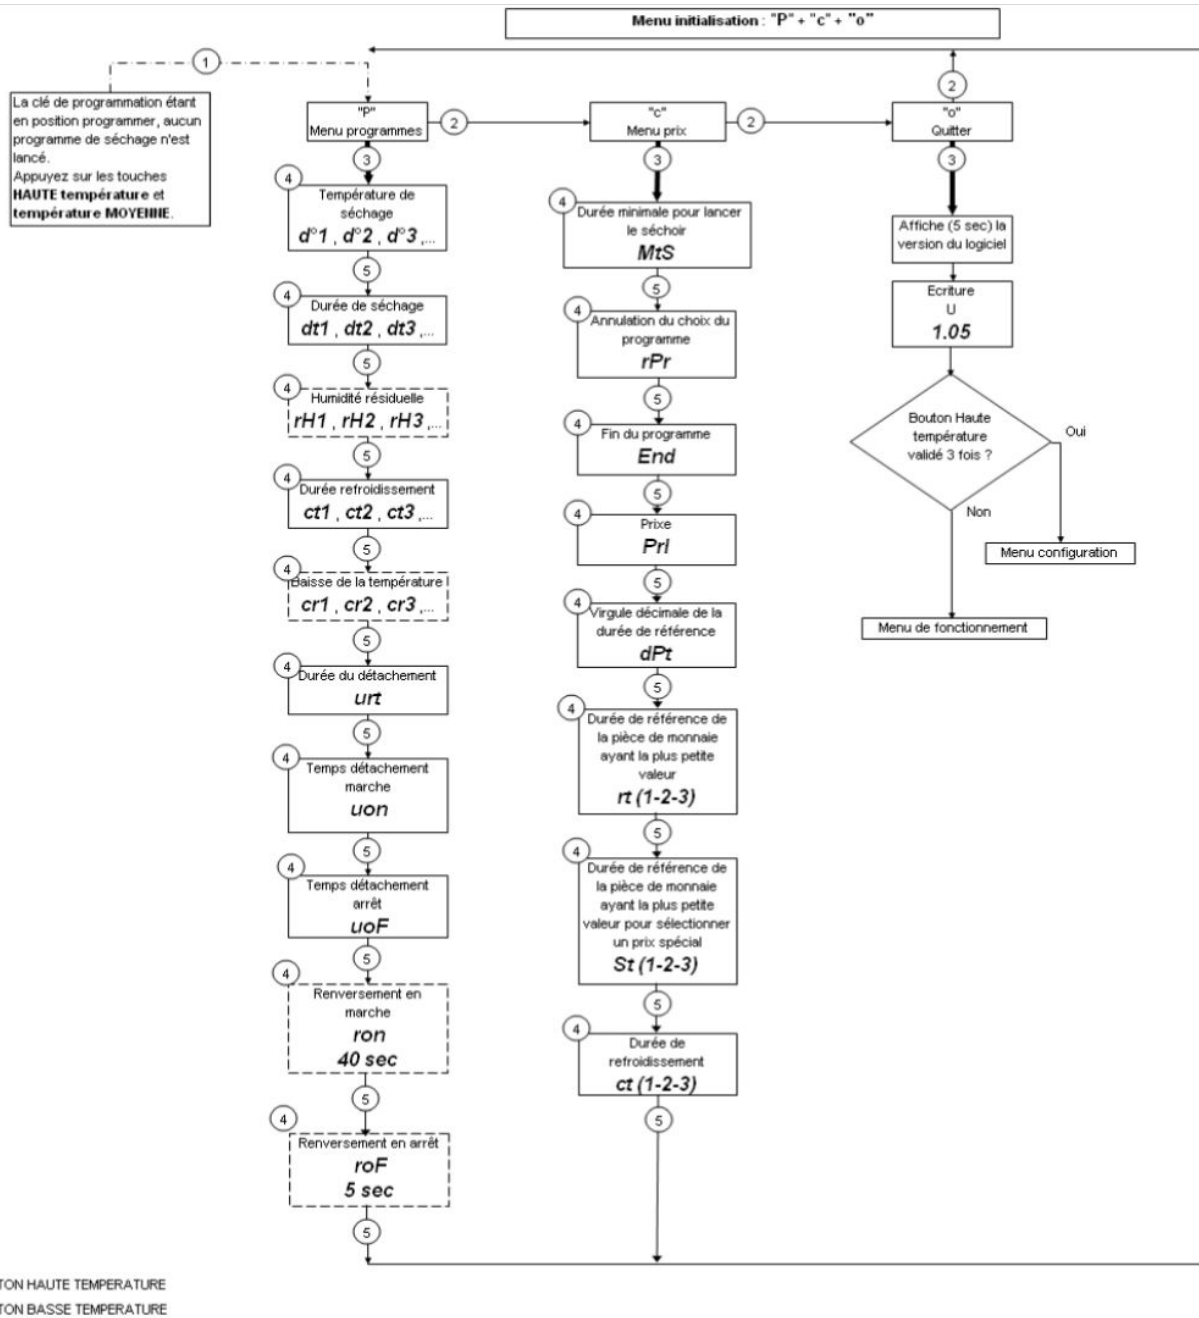 Menu initialisation : "P" + "c" + "o"
1
La clé de programmation étant
en position programmer, aucun
programme de séchage n'est
lancé.
Appuyez sur les touches
HAUTE température et
température MOYENNE.
"P"
Menu programmes
2
"c"
Menu prix
2
"o"
Quitter
2
3
4
Température de
séchage
d°1 , d°2 , d°3 ,...
5
4
Durée de séchage
dt1 , dt2 , dt3 ,...
5
4
Humidité résiduelle
rH1 , rH2 , rH3 ,...
5
4
Durée refroidissement
ct1 , ct2 , ct3 ,...
5
4
Baisse de la température
cr1 , cr2 , cr3 ,...
5
4
Durée du détachement
urt
5
4
Temps détachement
marche
uon
5
4
Temps détachement
arrêt
uoF
5
4
Renversement en
marche
ron
40 sec
5
4
Renversement en arrêt
roF
5 sec
5
3
4
Durée minimale pour lancer
le séchoir
MtS
5
4
Annulation du choix du
programme
rPr
5
4
Fin du programme
End
5
4
Prixe
PrI
5
4
Virgule décimale de la
durée de référence
dPt
5
4
Durée de référence de
la pièce de monnaie
ayant la plus petite
valeur
rt (1-2-3)
5
4
Durée de référence de
la pièce de monnaie
ayant la plus petite
valeur pour sélectionner
un prix spécial
St (1-2-3)
5
4
Durée de
refroidissement
ct (1-2-3)
5
3
Affiche (5 sec) la
version du logiciel
Ecriture
U
1.05
Bouton Haute
température
validé 3 fois ?
Oui
Non
Menu configuration
Menu de fonctionnement
TON HAUTE TEMPERATURE
TON BASSE TEMPERATURE